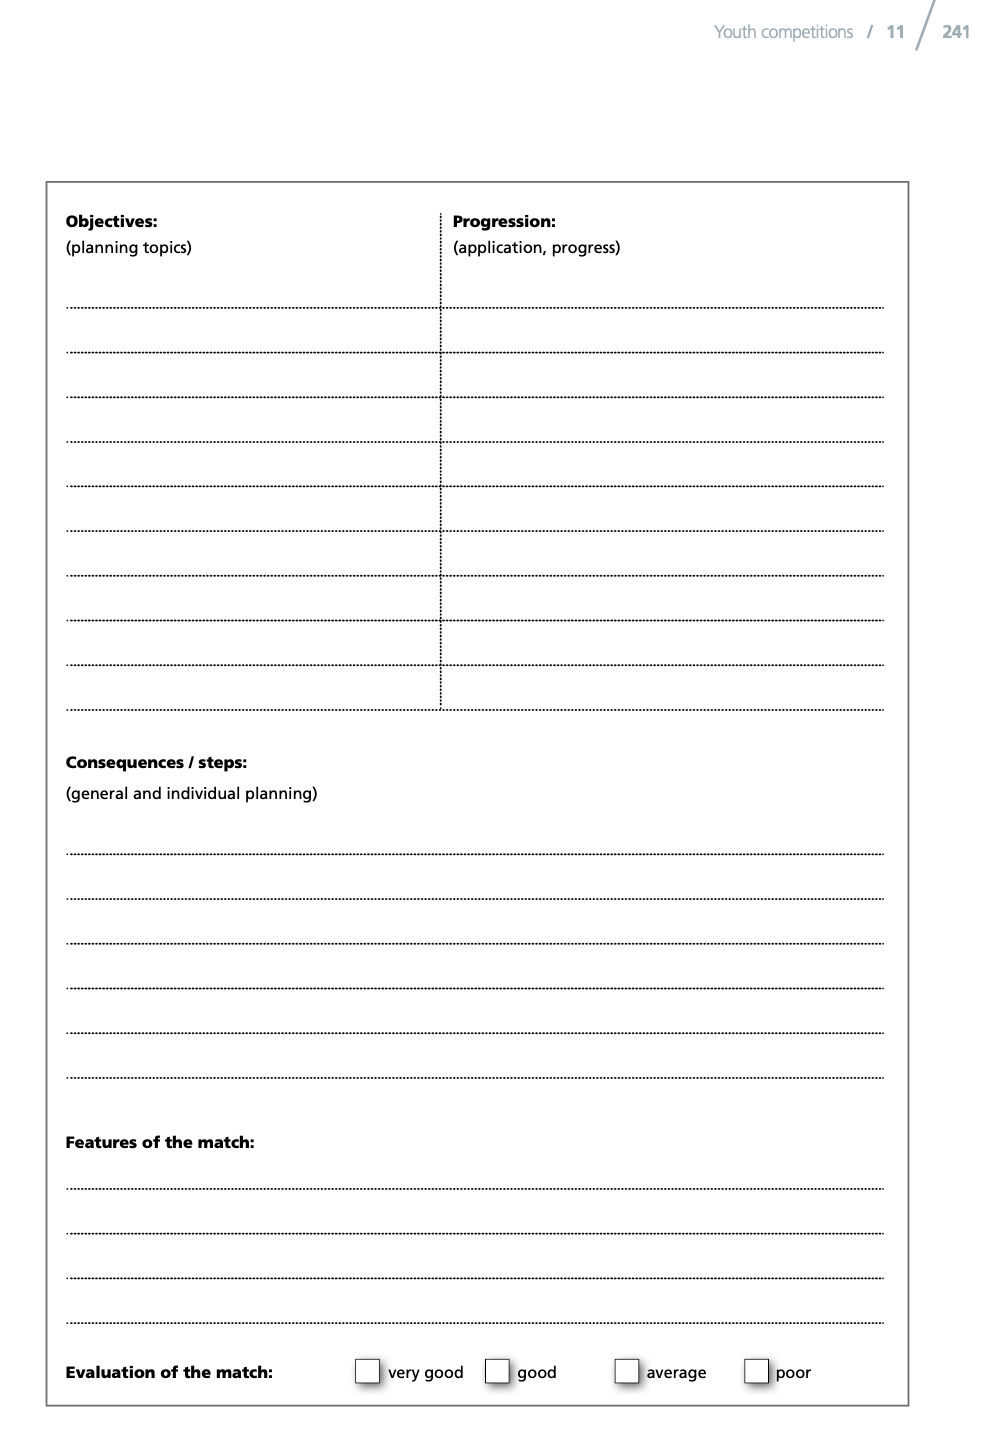 Youth competitions / 11 / 241
Objectives:
(planning topics)
Progression:
(application, progress)
Consequences / steps:
(general and individual planning)
Features of the match:
Evaluation of the match: very good good average poor